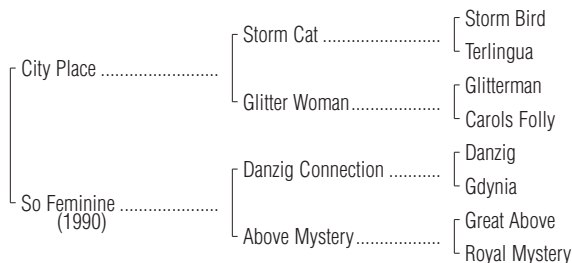 Storm Bird
Storm Cat ........................
Terlingua
City Place ........................
Glitterman
Glitter Woman ..................
Carols Folly
Danzig
Danzig Connection ...........
Gdynia
So Feminine ....................
(1990)
Great Above
Above Mystery .................
Royal Mystery